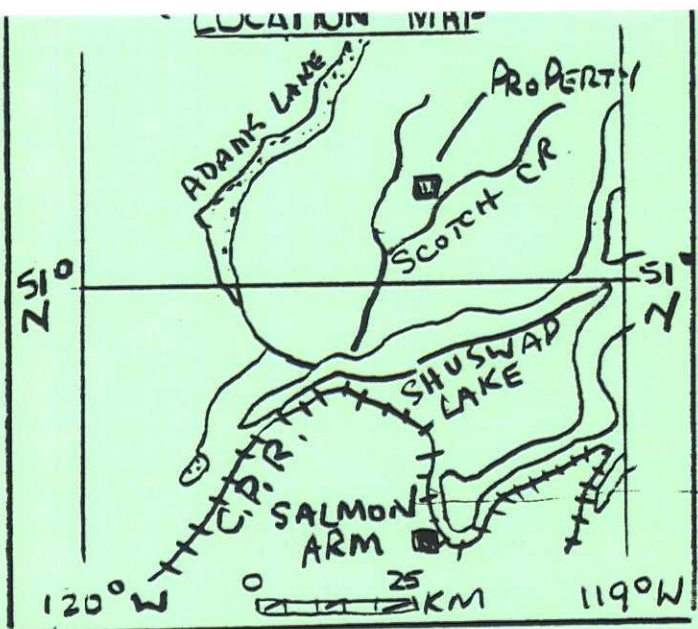 LOCATION MAP
ADAMS LAKE
PROPERTY
SCOTCH CR
51°
N
51°
N
SHUSWAP
LAKE
C.P.R.
SALMON
ARM
0 25
KM
120°W
119°W